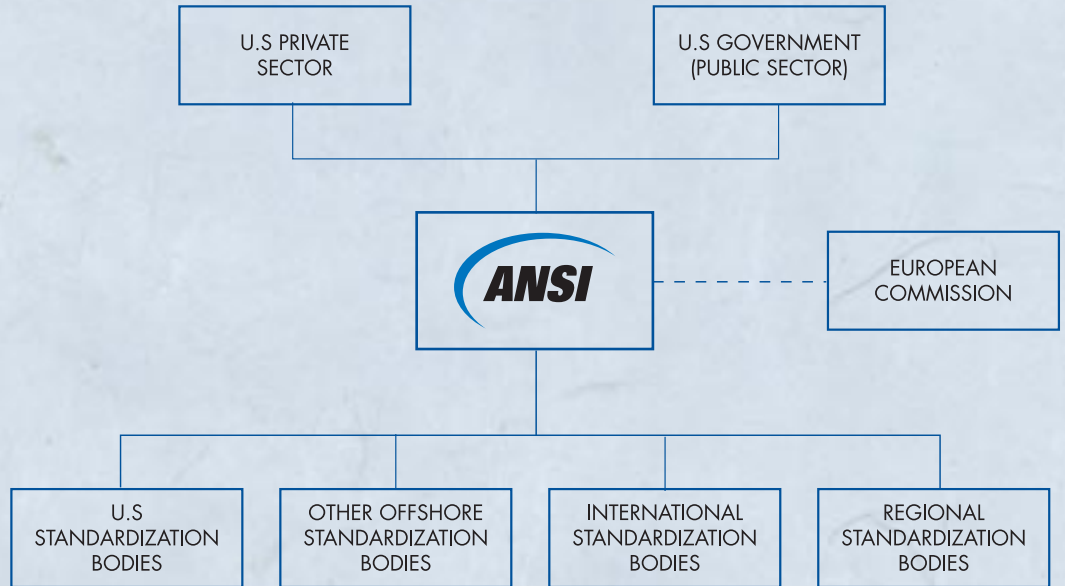 U.S PRIVATE
SECTOR
U.S GOVERNMENT
(PUBLIC SECTOR)
ANSI
EUROPEAN
COMMISSION
U.S
STANDARDIZATION
BODIES
OTHER OFFSHORE
STANDARDIZATION
BODIES
INTERNATIONAL
STANDARDIZATION
BODIES
REGIONAL
STANDARDIZATION
BODIES